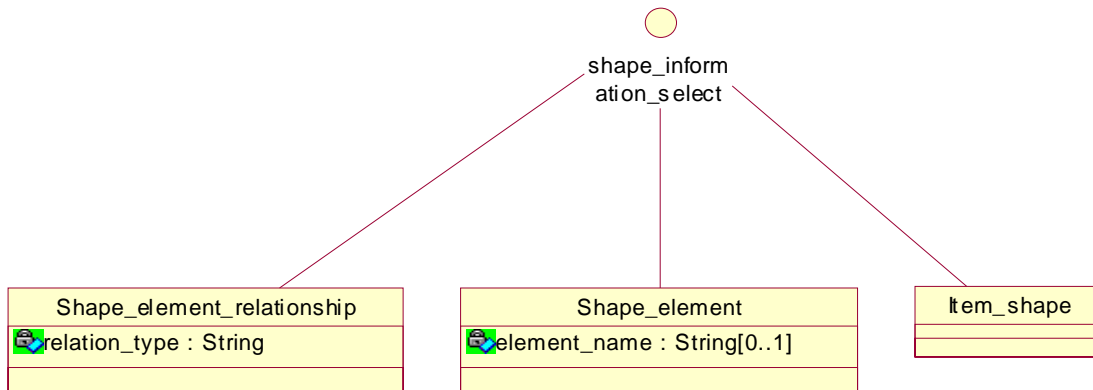 shape_inform
ation_select
Shape_element_relationship
relation_type : String
Shape_element
element_name : String[0..1]
Item_shape